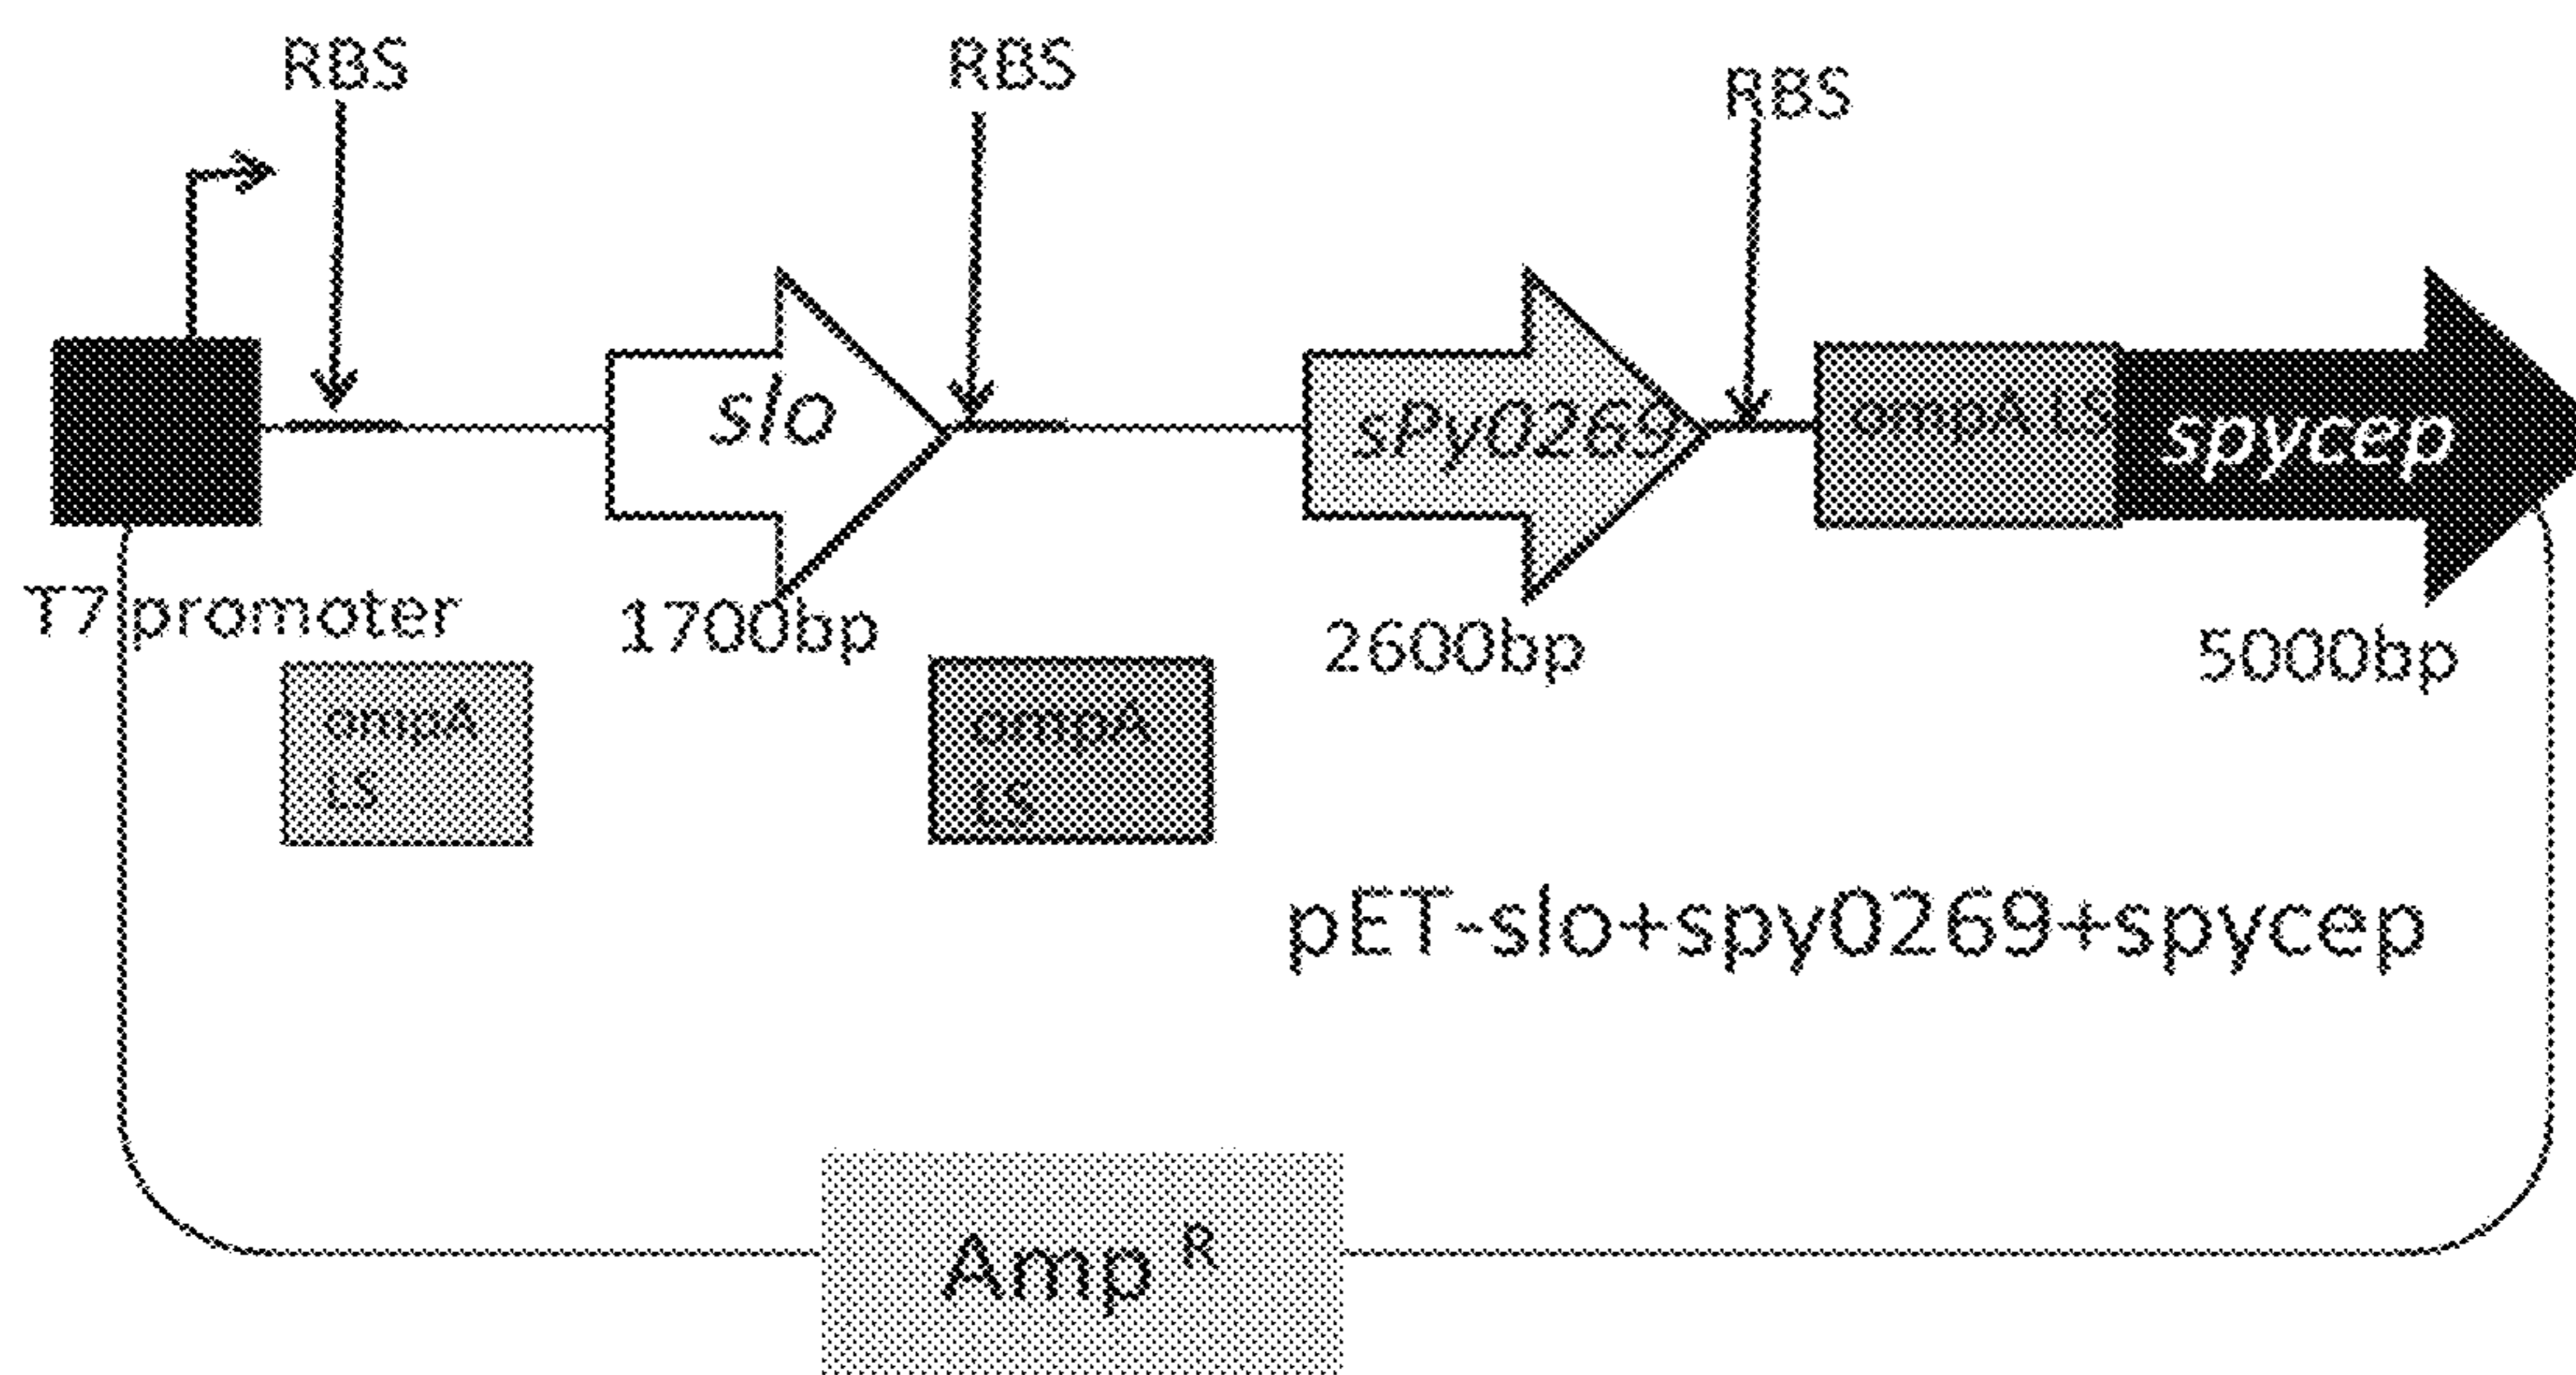 RBS
RBS
RBS
slo
sPy0269
ompA LS
spycep
T7 promoter
1700bp
2600bp
5000bp
ompA
LS
ompA
LS
pET-slo+spy0269+spycep
Amp R